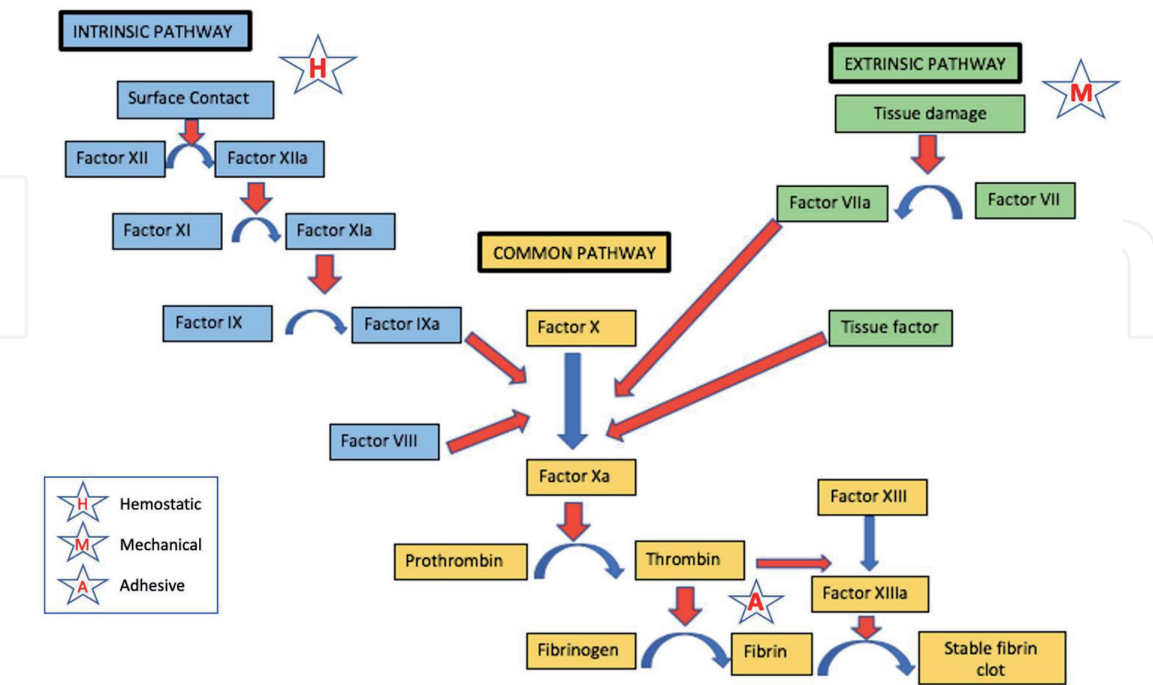 INTRINSIC PATHWAY
H
Surface Contact
Factor XII
Factor XIIa
Factor XI
Factor XIa
Factor IX
Factor IXa
Factor VIII
EXTRINSIC PATHWAY
M
Tissue damage
Factor VIIa
Factor VII
Tissue factor
COMMON PATHWAY
Factor X
Factor Xa
Factor XIII
Prothrombin
Thrombin
Factor XIIIa
A
Fibrinogen
Fibrin
Stable fibrin
clot
H Hemostatic
M Mechanical
A Adhesive